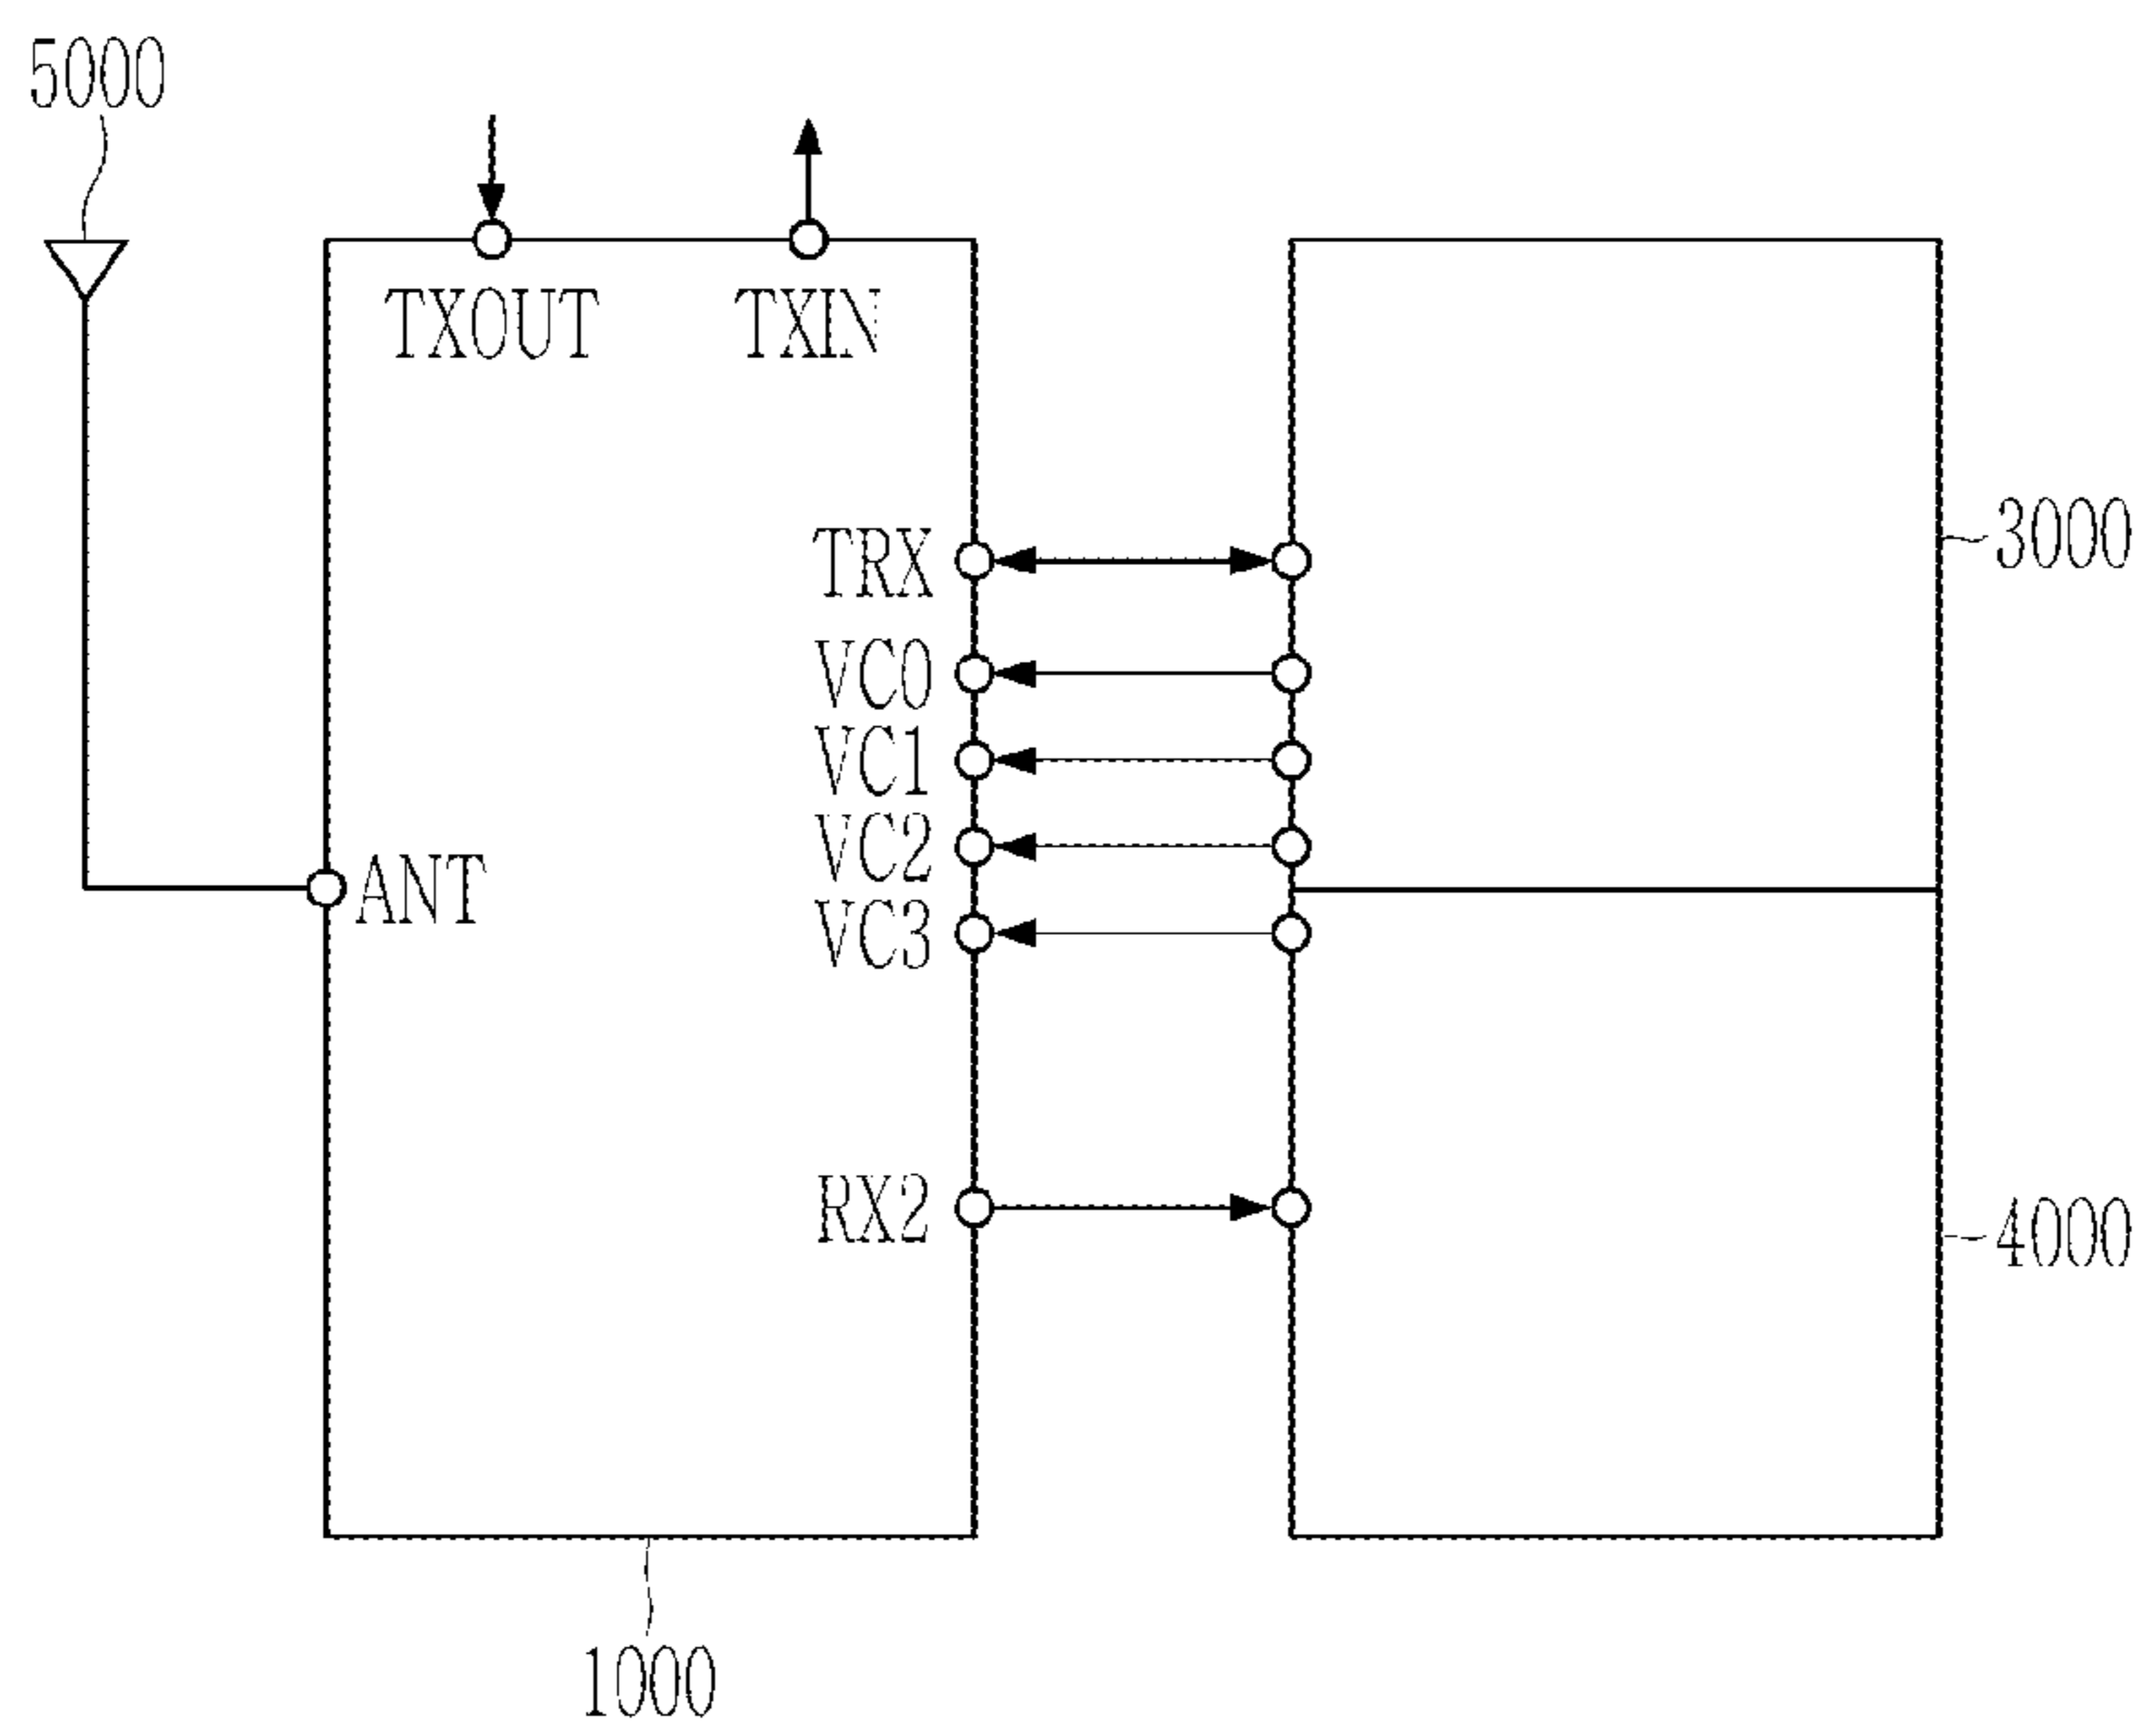 5000
TXOUT
TXIN
TRX
3000
VC0
VC1
VC2
ANT
VC3
RX2
4000
1000